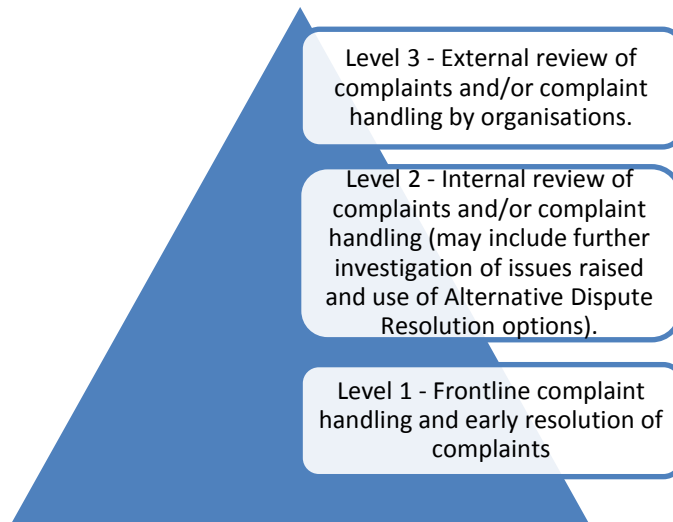 Level 3 - External review of
complaints and/or complaint
handling by organisations.
Level 2 - Internal review of
complaints and/or complaint
handling (may include further
investigation of issues raised
and use of Alternative Dispute
Resolution options).
Level 1 - Frontline complaint
handling and early resolution of
complaints